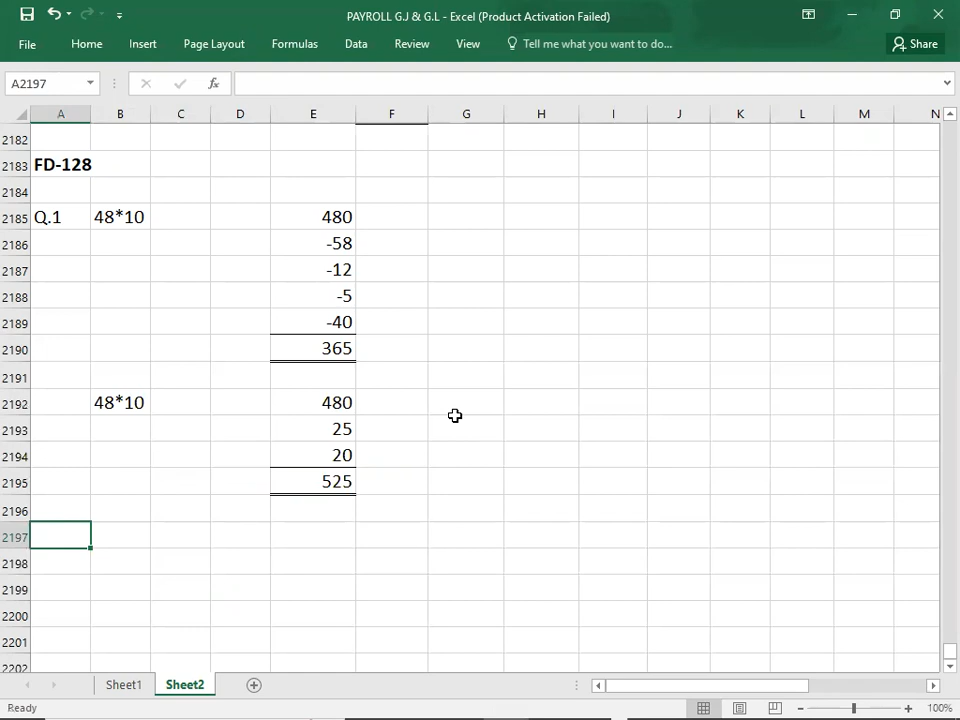 PAYROLL G.J & G.L - Excel (Product Activation Failed)
File Home Insert Page Layout Formulas Data Review View Tell me what you want to do... Share
A2197 fx
A B C D E F G H I J K L M N
2182
2183 FD-128
2184
2185 Q.1 48*10 480
2186 -58
2187 -12
2188 -5
2189 -40
2190 365
2191
2192 48*10 480
2193 25
2194 20
2195 525
2196
2197
2198
2199
2200
2201
2202
Sheet1 Sheet2
Ready 100%